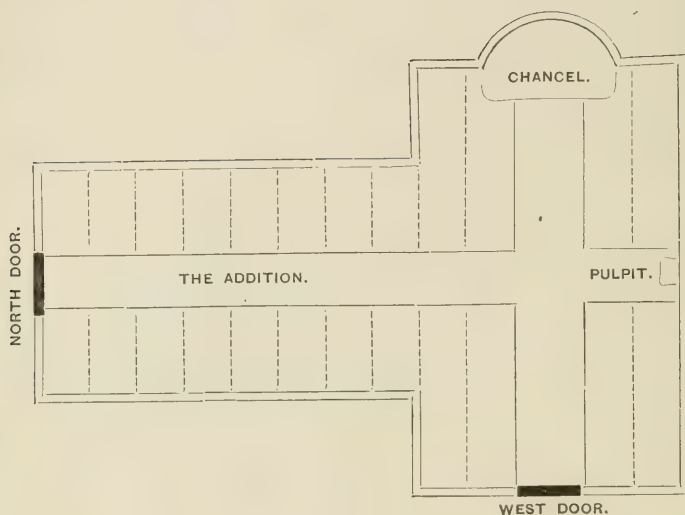 CHANCEL.
NORTH DOOR.
THE ADDITION.
PULPIT.
WEST DOOR.